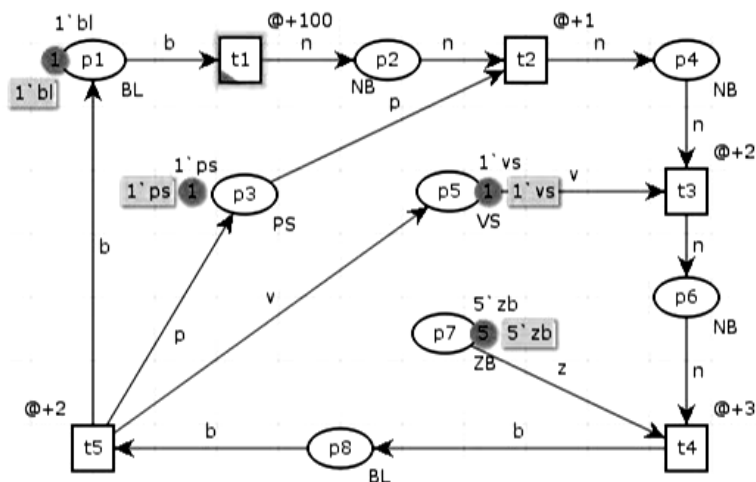 1`bl
@+100
@+1
1 p1
b
t1
n
p2
n
t2
n
p4
1`bl
BL
NB
NB
p
n
@+2
1`ps
1`vs
1`ps 1
p3
p5
1
1`vs
v
t3
PS
VS
b
n
v
5`zb
p6
p
p7
5
5`zb
NB
ZB
z
n
@+2
@+3
t5
b
p8
b
t4
BL